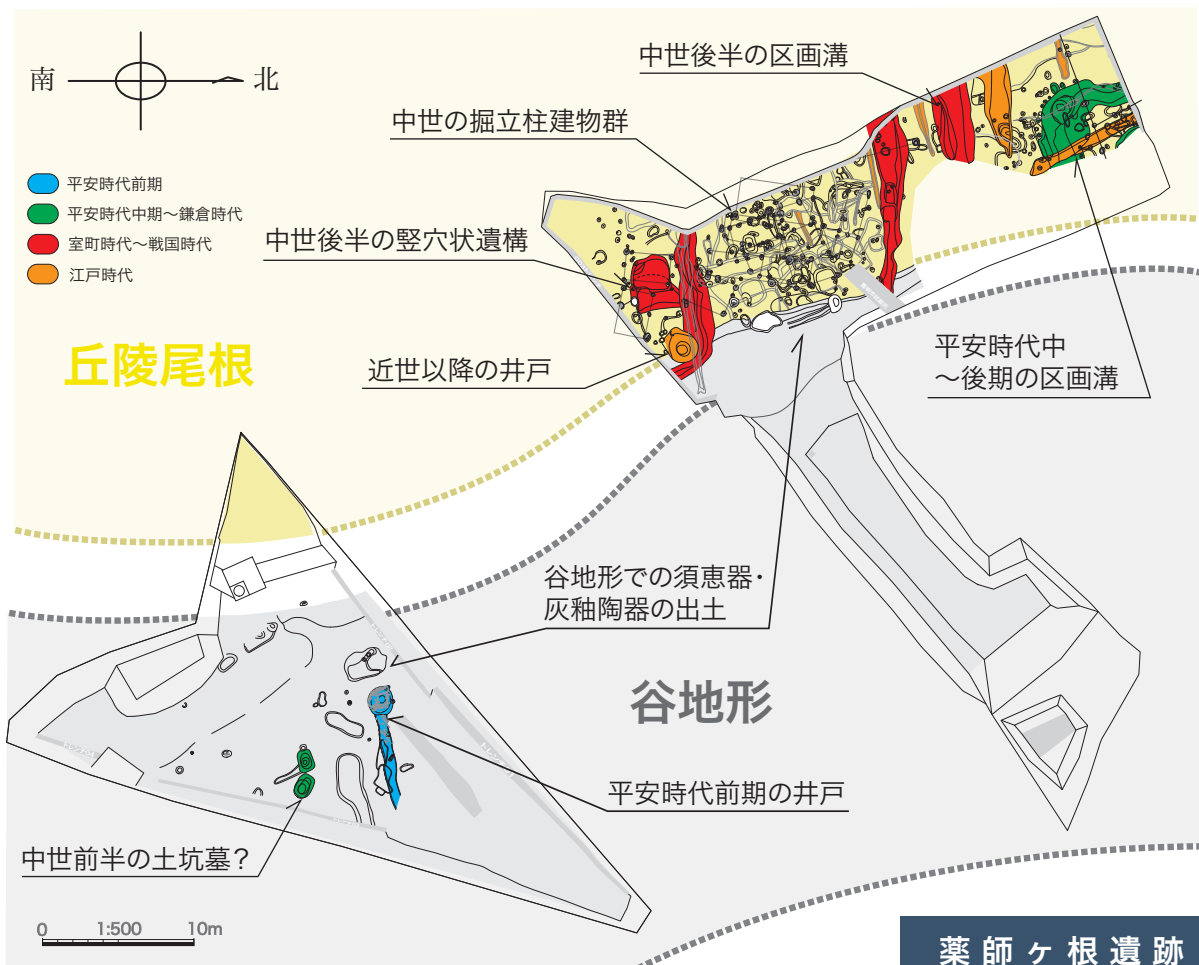 南
北
平安時代前期
平安時代中期～鎌倉時代
室町時代～戦国時代
江戸時代
中世後半の区画溝
中世の掘立柱建物群
中世後半の竪穴状遺構
丘陵尾根
近世以降の井戸
平安時代中
～後期の区画溝
谷地形での須恵器・
灰釉陶器の出土
谷地形
平安時代前期の井戸
中世前半の土坑墓？
0 1:500 10m
薬師ヶ根遺跡